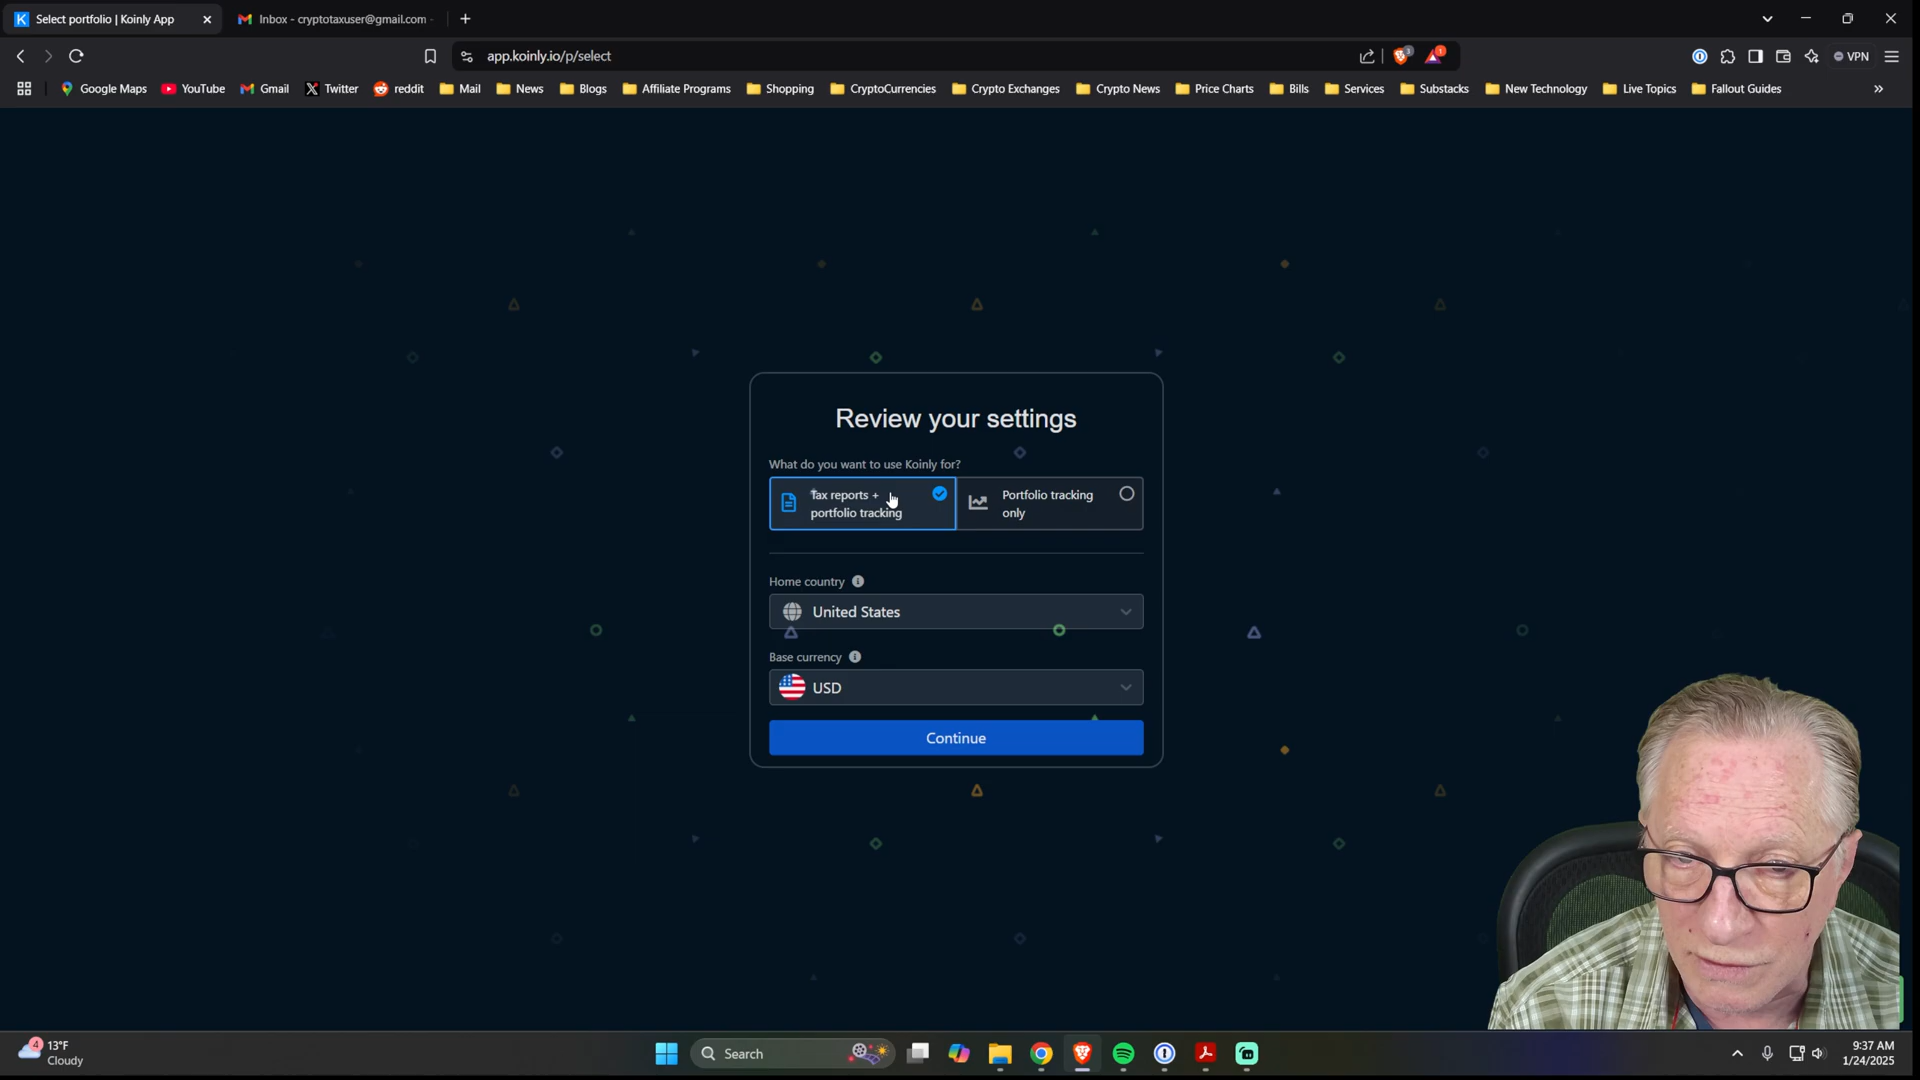 Select portfolio | Koinly App
Inbox - cryptotaxuser@gmail.com -
app.koinly.io/p/select
3
1
VPN
Google Maps
YouTube
Gmail
Twitter
reddit
Mail
News
Blogs
Affiliate Programs
Shopping
CryptoCurrencies
Crypto Exchanges
Crypto News
Price Charts
Bills
Services
Substacks
New Technology
Live Topics
Fallout Guides
Review your settings
What do you want to use Koinly for?
Tax reports +
portfolio tracking
Portfolio tracking
only
Home country
United States
Base currency
USD
Continue
4
13°F
Cloudy
Search
9:37 AM
1/24/2025